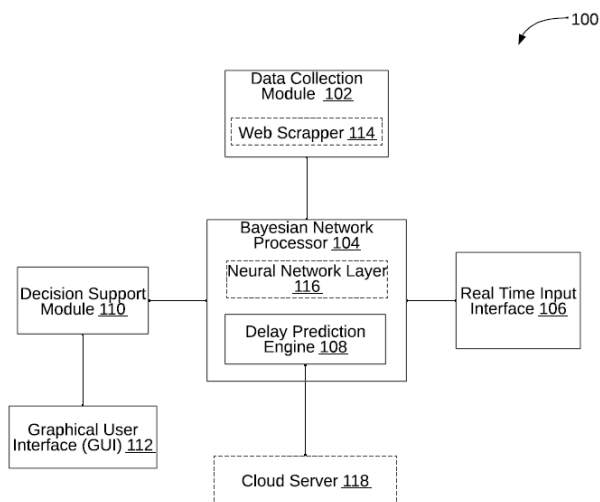 100
Data Collection
Module 102
Web Scrapper 114
Bayesian Network
Processor 104
Neural Network Layer
116
Delay Prediction
Engine 108
Decision Support
Module 110
Real Time Input
Interface 106
Graphical User
Interface (GUI) 112
Cloud Server 118